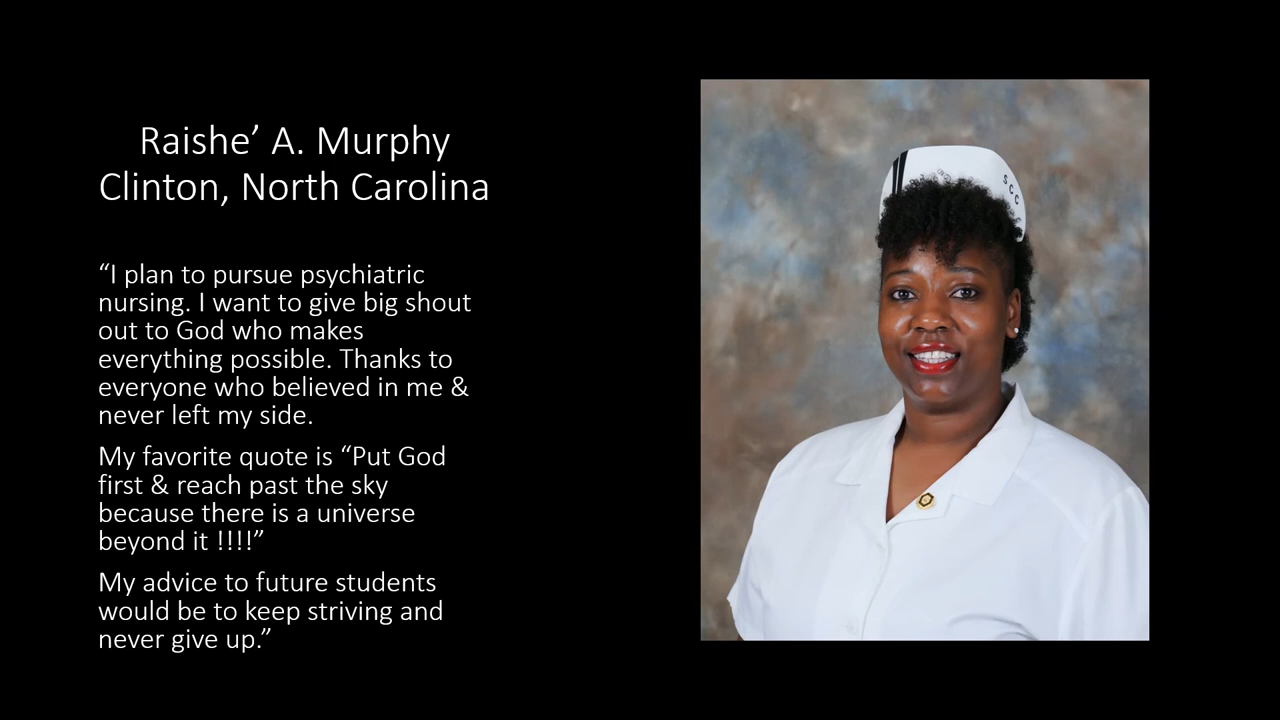 Raishe’ A. Murphy
Clinton, North Carolina
“I plan to pursue psychiatric
nursing. I want to give big shout
out to God who makes
everything possible. Thanks to
everyone who believed in me &
never left my side.
My favorite quote is “Put God
first & reach past the sky
because there is a universe
beyond it !!!!”
My advice to future students
would be to keep striving and
never give up.”
SCC